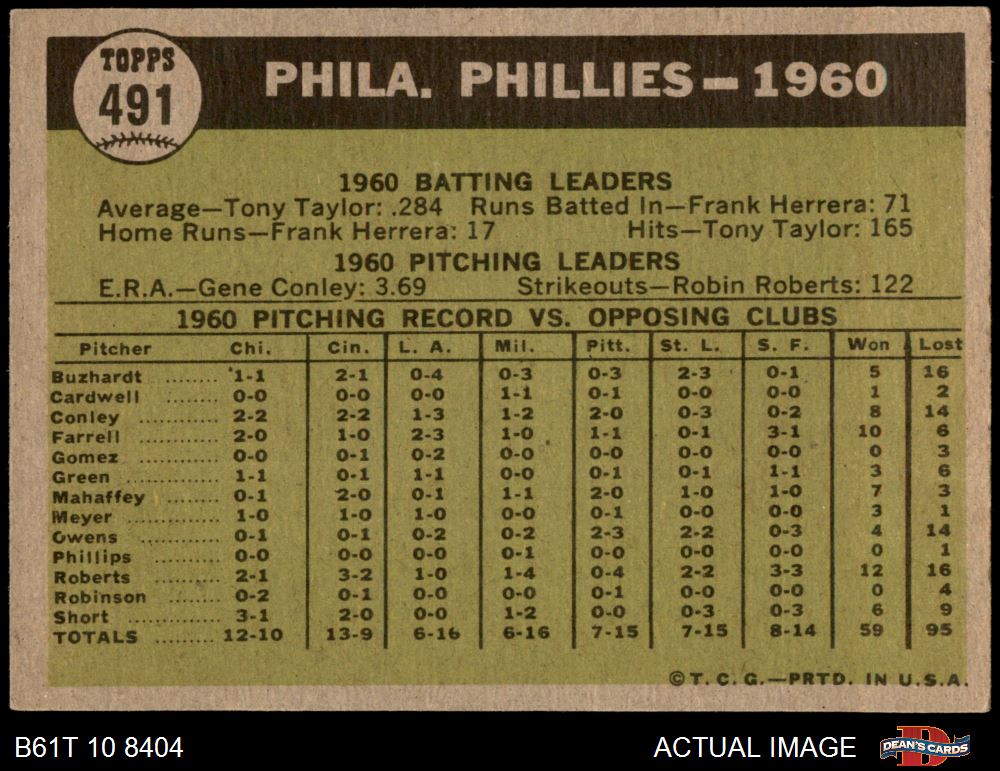 TOPPS
491
PHILA. PHILLIES—1960
1960 BATTING LEADERS
Average—Tony Taylor: .284 Runs Batted In—Frank Herrera: 71
Home Runs—Frank Herrera: 17 Hits—Tony Taylor: 165
1960 PITCHING LEADERS
E.R.A.—Gene Conley: 3.69 Strikeouts—Robin Roberts: 122
1960 PITCHING RECORD VS. OPPOSING CLUBS
Pitcher Chi. Cin. L. A. Mil. Pitt. St. L. S. F. Won Lost
Buzhardt ........ 1-1 2-1 0-4 0-3 0-3 2-3 0-1 5 16
Cardwell ........ 0-0 0-0 0-0 1-1 0-1 0-0 0-0 1 2
Conley ............ 2-2 2-2 1-3 1-2 2-0 0-3 0-2 8 14
Farrell ............ 2-0 1-0 2-3 1-0 1-1 0-1 3-1 10 6
Gomez ............ 0-0 0-1 0-2 0-0 0-0 0-0 0-0 0 3
Green ............ 1-1 0-1 1-1 0-0 0-1 0-1 1-1 3 6
Mahaffey ........ 0-1 2-0 0-1 1-1 2-0 1-0 1-0 7 3
Meyer ............ 1-0 1-0 1-0 0-0 0-1 0-0 0-0 3 1
Owens ............ 0-1 0-1 0-2 0-2 2-3 2-2 0-3 4 14
Phillips ............ 0-0 0-0 0-0 0-1 0-0 0-0 0-0 0 1
Roberts ............ 2-1 3-2 1-0 1-4 0-4 2-2 3-3 12 16
Robinson ........ 0-2 0-1 0-0 0-0 0-1 0-0 0-0 0 4
Short ............ 3-1 2-0 0-0 1-2 0-0 0-3 0-3 6 9
TOTALS ........ 12-10 13-9 6-16 6-16 7-15 7-15 8-14 59 95
©T. C. G.—PRTD. IN U.S.A.
B61T 10 8404 ACTUAL IMAGE DEAN'S CARDS